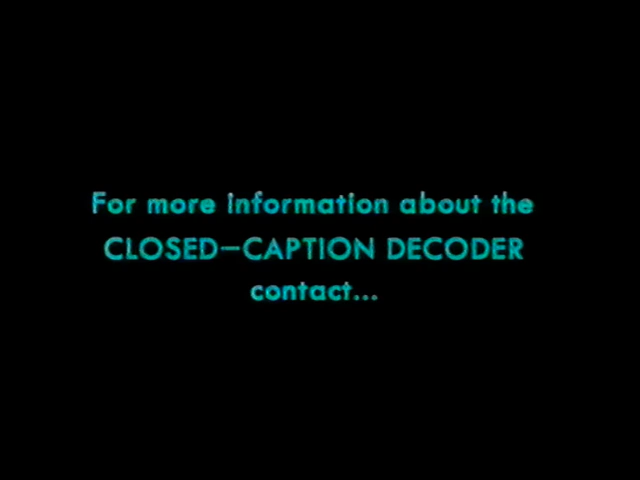 For more information about the
CLOSED–CAPTION DECODER
contact...